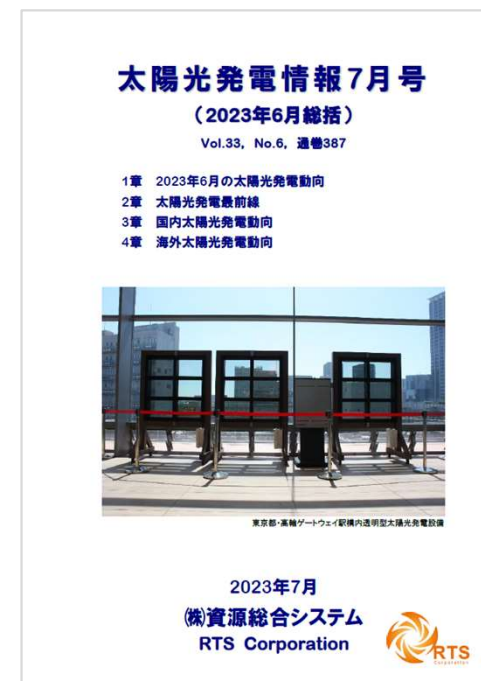 太陽光発電情報7月号
（2023年6月総括）
Vol.33, No.6, 通巻387
1章 2023年6月の太陽光発電動向
2章 太陽光発電最前線
3章 国内太陽光発電動向
4章 海外太陽光発電動向
東京都・高輪ゲートウェイ駅構内透明型太陽光発電設備
2023年7月
㈱資源総合システム
RTS Corporation
RTS
Corporation